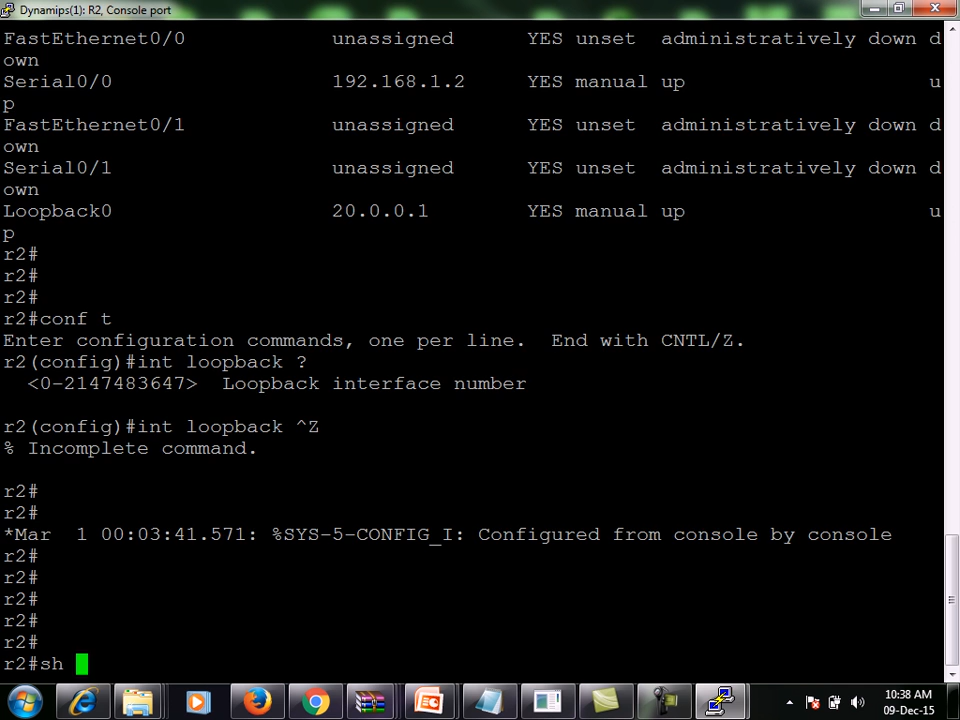 Dynamips(1): R2, Console port
FastEthernet0/0 unassigned YES unset administratively down d
own
Serial0/0 192.168.1.2 YES manual up u
p
FastEthernet0/1 unassigned YES unset administratively down d
own
Serial0/1 unassigned YES unset administratively down d
own
Loopback0 20.0.0.1 YES manual up u
p
r2#
r2#
r2#
r2#conf t
Enter configuration commands, one per line. End with CNTL/Z.
r2(config)#int loopback ?
<0-2147483647> Loopback interface number
r2(config)#int loopback ^Z
% Incomplete command.
r2#
r2#
*Mar 1 00:03:41.571: %SYS-5-CONFIG_I: Configured from console by console
r2#
r2#
r2#
r2#
r2#
r2#sh
10:38 AM
09-Dec-15